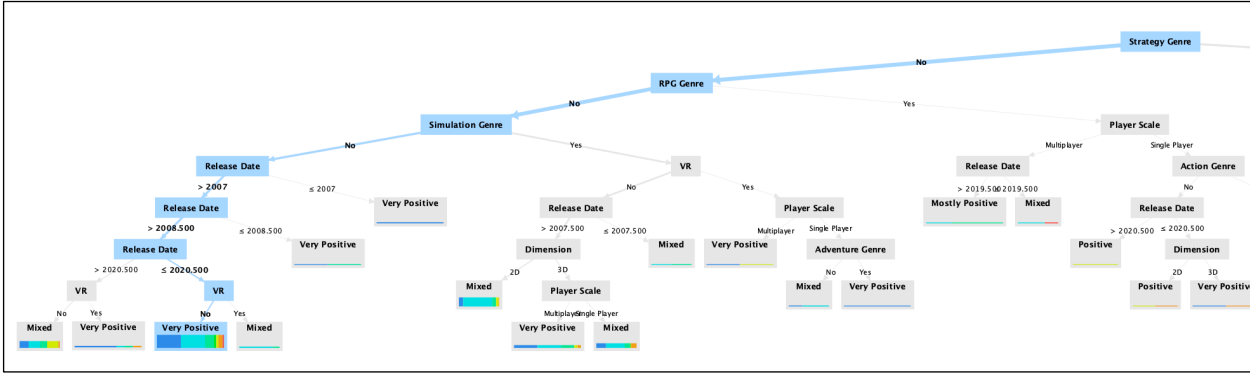 Strategy Genre
No
RPG Genre
No
Yes
Simulation Genre
Player Scale
No
Yes
Multiplayer
Single Player
Release Date
VR
Release Date
Action Genre
> 2007
≤ 2007
No
Yes
> 2019.500
≤ 2019.500
No
Release Date
Very Positive
Release Date
Player Scale
Mostly Positive
Mixed
Release Date
> 2008.500
≤ 2008.500
> 2007.500
≤ 2007.500
Multiplayer
Single Player
> 2020.500
≤ 2020.500
Release Date
Very Positive
Dimension
Mixed
Very Positive
Adventure Genre
Positive
Dimension
> 2020.500
≤ 2020.500
2D
3D
No
Yes
2D
3D
VR
VR
Mixed
Player Scale
Mixed
Very Positive
Positive
Very Positive
No
Yes
No
Yes
Multiplayer
Single Player
Mixed
Very Positive
Very Positive
Mixed
Very Positive
Mixed